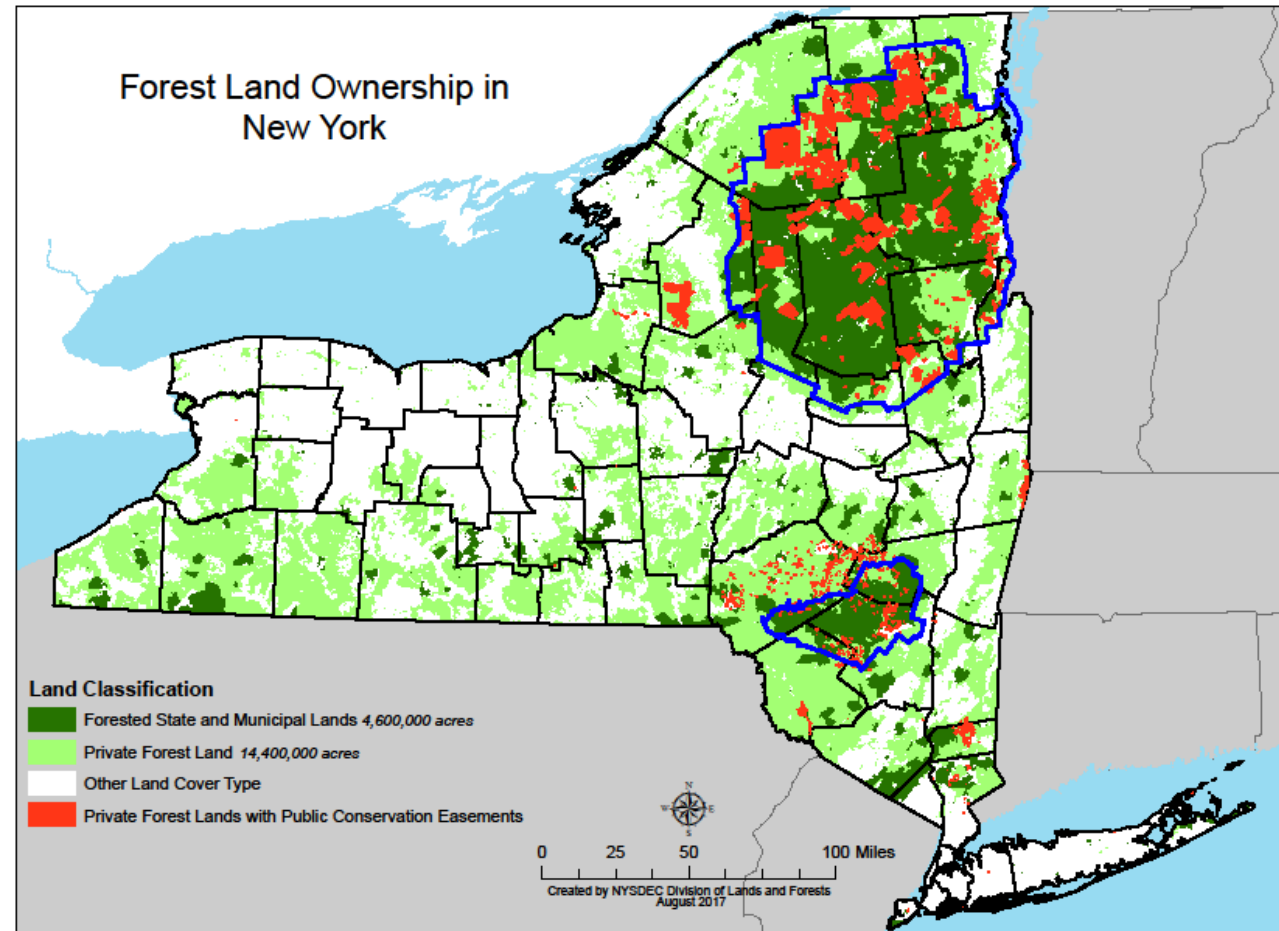 Forest Land Ownership in
New York
Land Classification
Forested State and Municipal Lands 4,600,000 acres
Private Forest Land 14,400,000 acres
Other Land Cover Type
Private Forest Lands with Public Conservation Easements
N
W E
S
0 25 50 100 Miles
Created by NYSDEC Division of Lands and Forests
August 2017